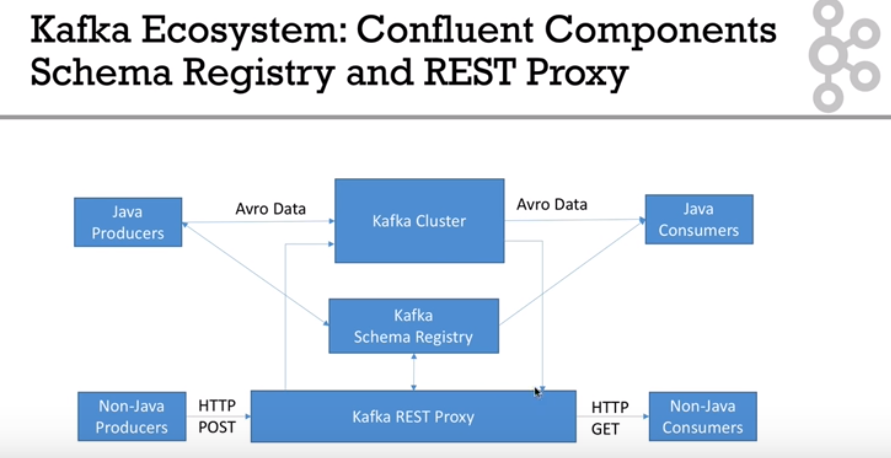 Kafka Ecosystem: Confluent Components
Schema Registry and REST Proxy
Java
Producers
Avro Data
Kafka Cluster
Avro Data
Java
Consumers
Kafka
Schema Registry
Non-Java
Producers
HTTP
POST
Kafka REST Proxy
HTTP
GET
Non-Java
Consumers